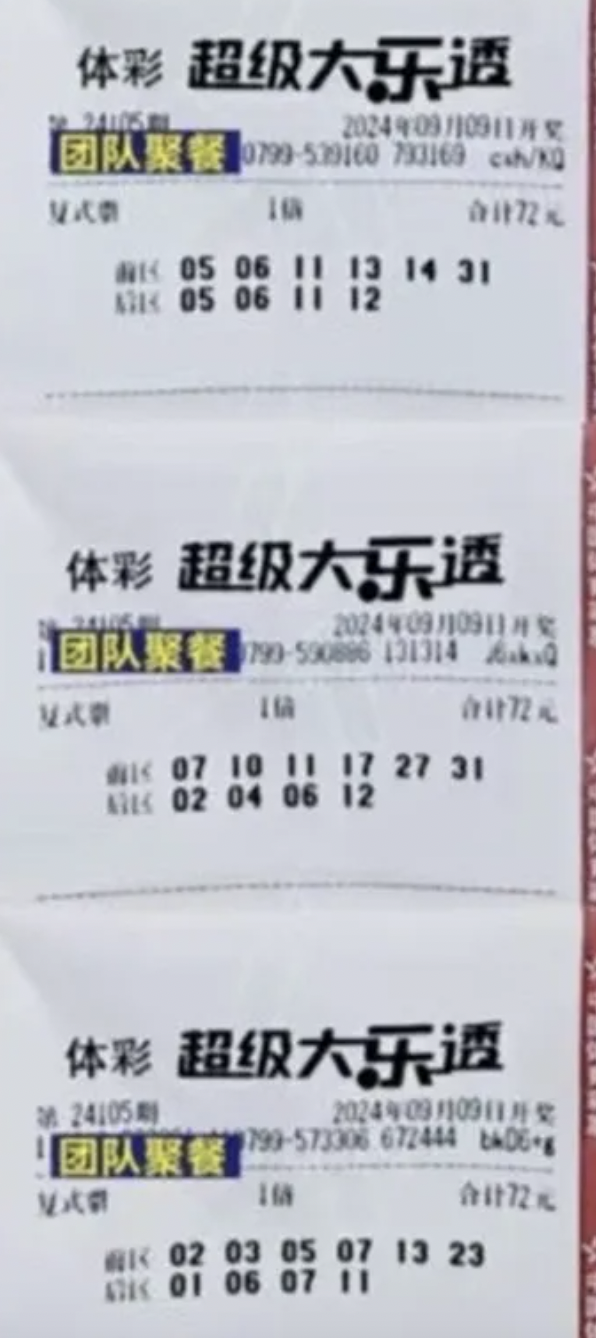 体彩 超级大乐透
第 24105期 2024年09月09日开奖
团队聚餐 0799-539160 793169
复式票 1倍 合计72元
前区 05 06 11 13 14 31
后区 05 06 11 12
体彩 超级大乐透
第 24105期 2024年09月09日开奖
团队聚餐 799-590886 131314
复式票 1倍 合计72元
前区 07 10 11 17 27 31
后区 02 04 06 12
体彩 超级大乐透
第 24105期 2024年09月09日开奖
团队聚餐 0799-573306 672444
复式票 1倍 合计72元
前区 02 03 05 07 13 23
后区 01 06 07 11